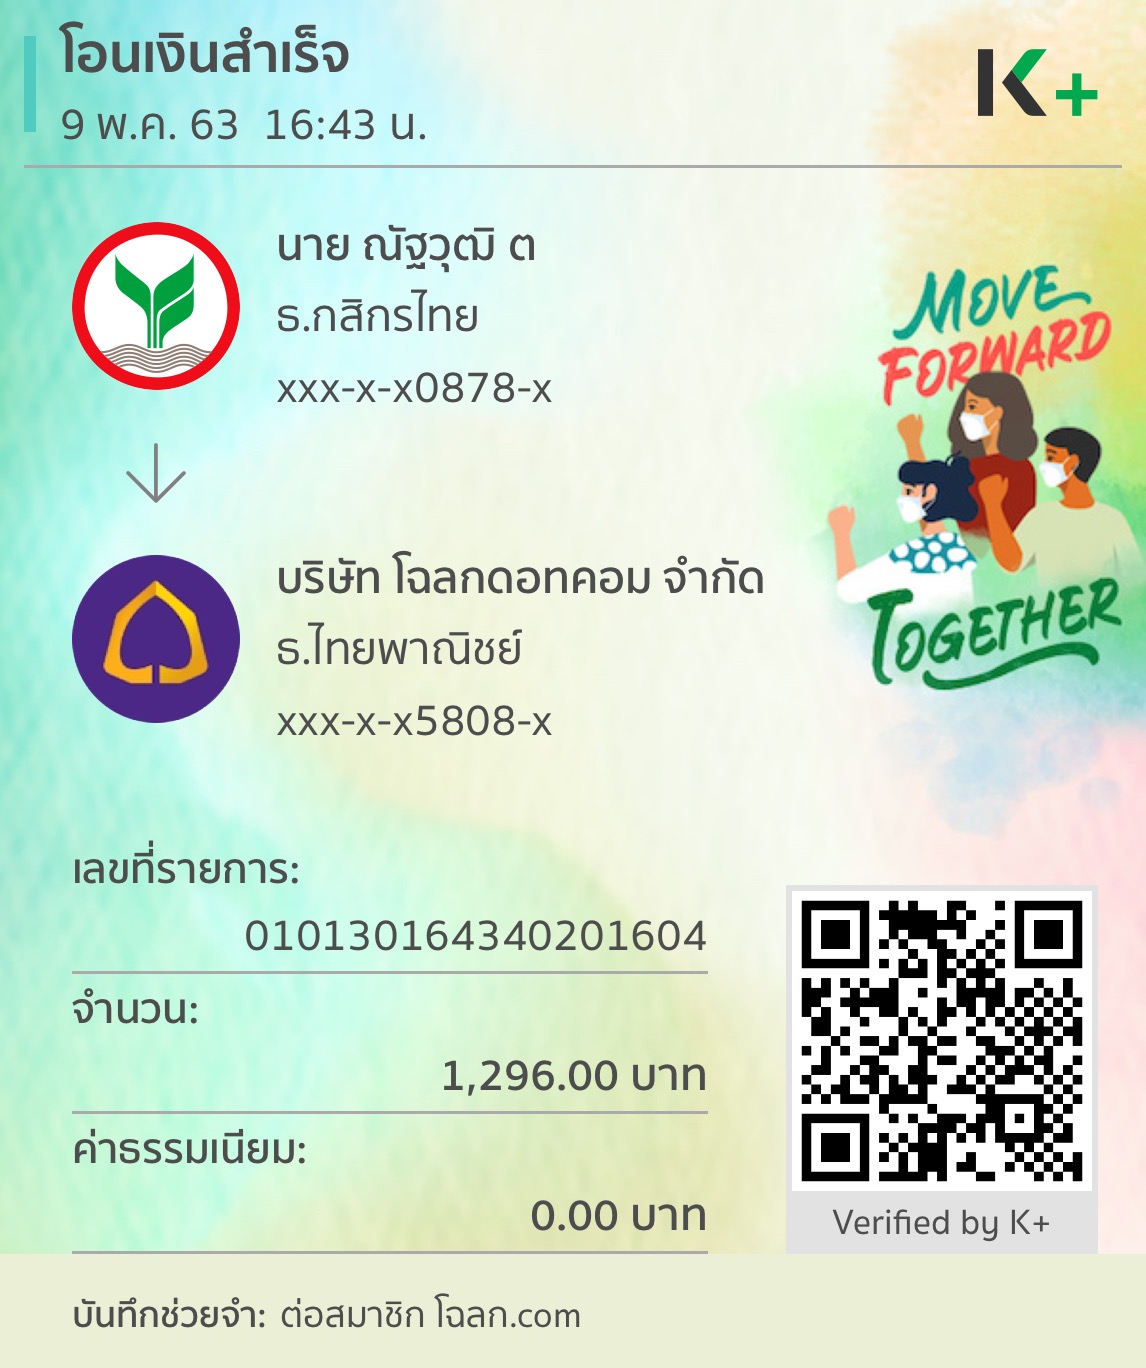 โอนเงินสำเร็จ
9 พ.ค. 63 16:43 น.
K+
นาย ณัฐวุฒิ ต
ธ.กสิกรไทย
xxx-x-x0878-x
MOVE
FORWARD
TOGETHER
บริษัท โฉลกดอทคอม จำกัด
ธ.ไทยพาณิชย์
xxx-x-x5808-x
เลขที่รายการ:
010130164340201604
จำนวน:
1,296.00 บาท
ค่าธรรมเนียม:
0.00 บาท
Verified by K+
บันทึกช่วยจำ: ต่อสมาชิก โฉลก.com